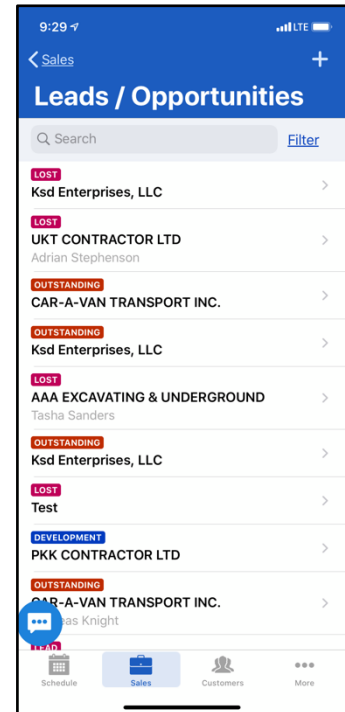 9:29
LTE
Sales
+
Leads / Opportunities
Search
Filter
LOST
Ksd Enterprises, LLC
LOST
UKT CONTRACTOR LTD
Adrian Stephenson
OUTSTANDING
CAR-A-VAN TRANSPORT INC.
OUTSTANDING
Ksd Enterprises, LLC
LOST
AAA EXCAVATING & UNDERGROUND
Tasha Sanders
OUTSTANDING
Ksd Enterprises, LLC
LOST
Test
DEVELOPMENT
PKK CONTRACTOR LTD
OUTSTANDING
CAR-A-VAN TRANSPORT INC.
Knight
LEAD
Schedule
Sales
Customers
More